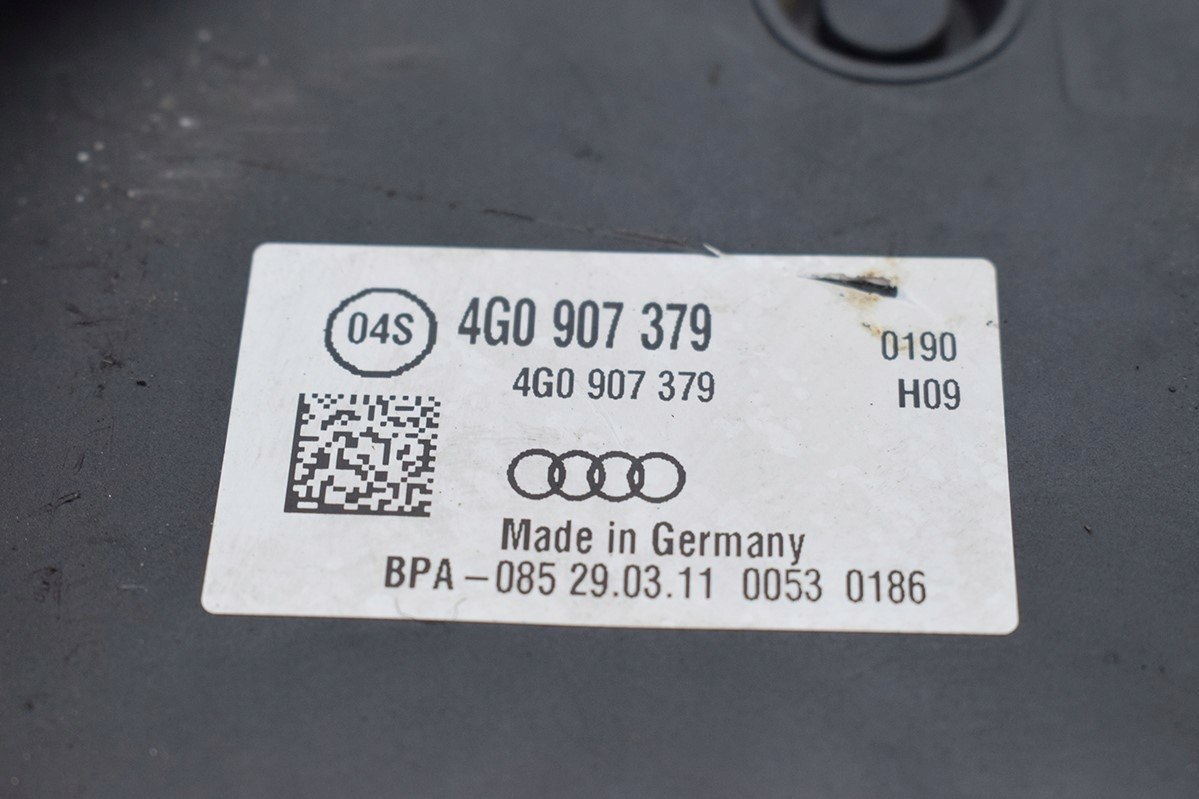 04S 4G0 907 379
0190
4G0 907 379
H09
Made in Germany
BPA – 085 29.03.11 0053 0186